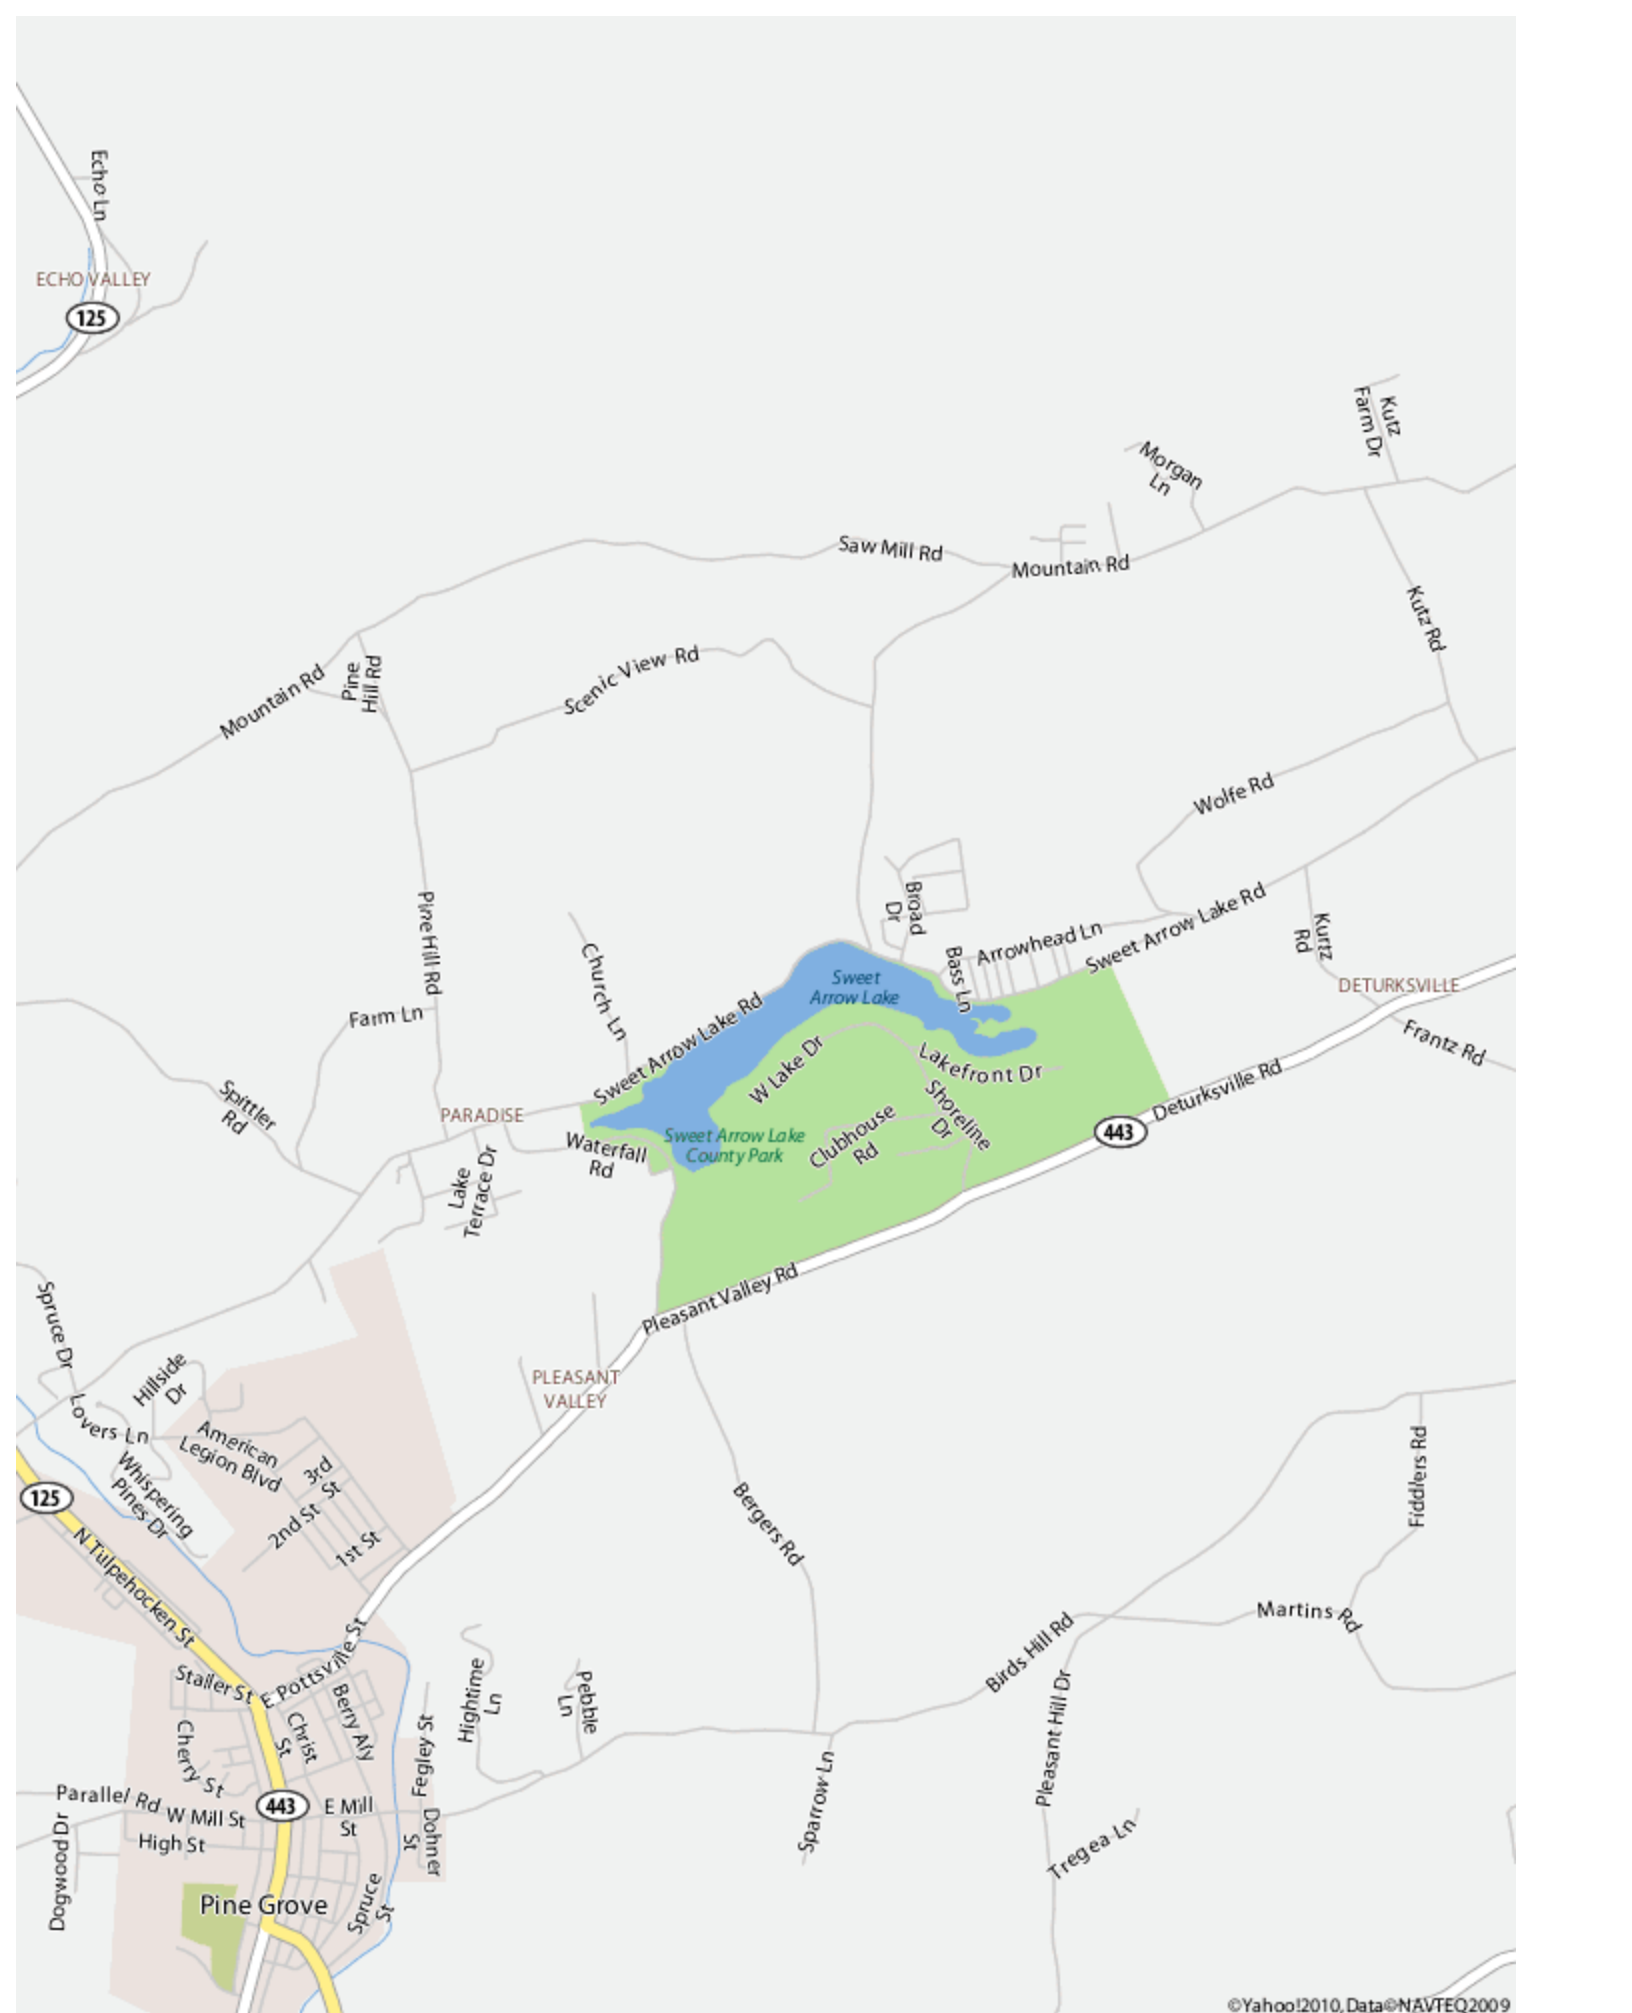 Echo Ln
ECHO VALLEY
125
Kutz
Farm Dr
Morgan
Ln
Saw Mill Rd
Mountain Rd
Kutz Rd
Mountain Rd
Pine
Hill Rd
Scenic View Rd
Wolfe Rd
Pine Hill Rd
Broad
Dr
Sweet Arrow Lake Rd
Kurtz
Rd
Arrowhead Ln
Bass Ln
Church Ln
Sweet
Arrow Lake
DETURKSVILLE
Farm Ln
Sweet Arrow Lake Rd
W Lake Dr
Lakefront Dr
Frantz Rd
Spittler
Rd
PARADISE
Shoreline
Dr
Deturksville Rd
443
Waterfall
Rd
Sweet Arrow Lake
County Park
Clubhouse
Rd
Lake
Terrace Dr
Pleasant Valley Rd
Spruce Dr
Hillside
Dr
PLEASANT
VALLEY
Lovers Ln
American
Legion Blvd
Whispering
Pines Dr
3rd
St
2nd St
1st St
125
N Tulpehocken St
Bergers Rd
Fiddlers Rd
Martins Rd
Birds Hill Rd
Stailer St
E Pottsville St
Berry Aly
Christ
St
Cherry St
Hightime
Ln
Pebble
Ln
Pleasant Hill Dr
Fegley St
Parallel Rd
W Mill St
443
E Mill
St
Dohner
St
High St
Sparrow Ln
Tregea Ln
Dogwood Dr
Pine Grove
Spruce
St
©Yahoo!2010, Data©NAVTEQ2009